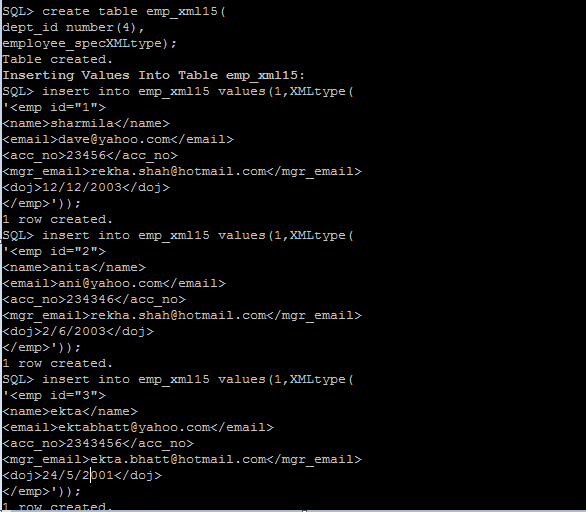 SQL> create table emp_xml15(
dept_id number(4),
employee_specXMLtype);
Table created.
Inserting Values Into Table emp_xml15:
SQL> insert into emp_xml15 values(1,XMLtype(
'<emp id="1">
<name>sharmila</name>
<email>dave@yahoo.com</email>
<acc_no>23456</acc_no>
<mgr_email>rekha.shah@hotmail.com</mgr_email>
<doj>12/12/2003</doj>
</emp>'));
1 row created.
SQL> insert into emp_xml15 values(1,XMLtype(
'<emp id="2">
<name>anita</name>
<email>ani@yahoo.com</email>
<acc_no>234346</acc_no>
<mgr_email>rekha.shah@hotmail.com</mgr_email>
<doj>2/6/2003</doj>
</emp>'));
1 row created.
SQL> insert into emp_xml15 values(1,XMLtype(
'<emp id="3">
<name>ekta</name>
<email>ektabhatt@yahoo.com</email>
<acc_no>2343456</acc_no>
<mgr_email>ekta.bhatt@hotmail.com</mgr_email>
<doj>24/5/2001</doj>
</emp>'));
1 row created.